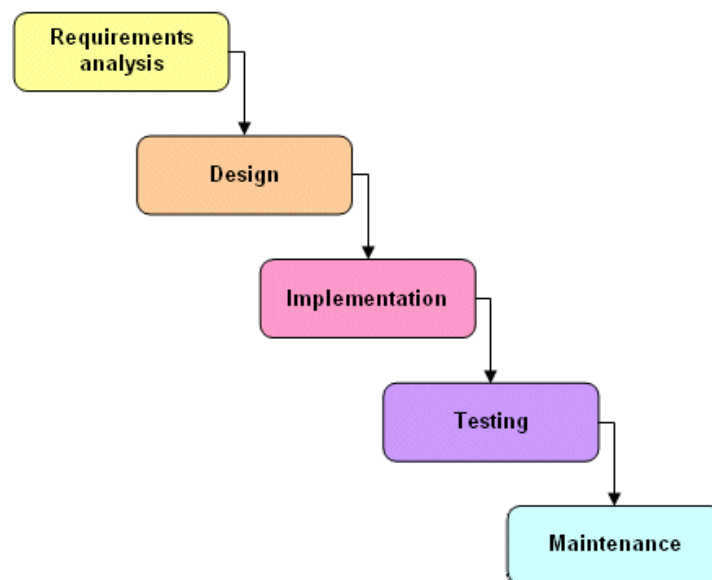 Requirements
analysis
Design
Implementation
Testing
Maintenance